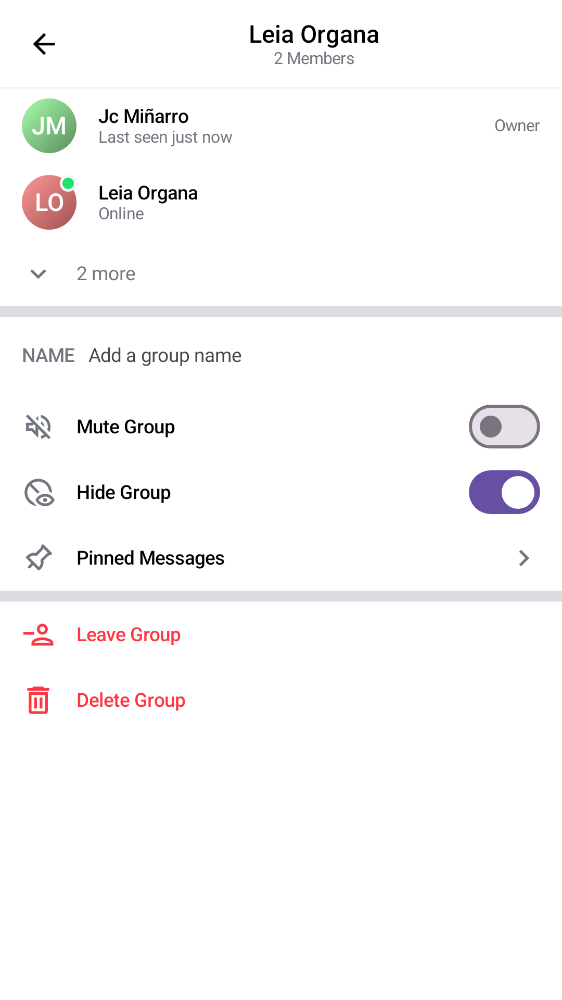 Leia Organa
2 Members
JM
Jc Miñarro
Last seen just now
Owner
LO
Leia Organa
Online
2 more
NAME Add a group name
Mute Group
Hide Group
Pinned Messages
Leave Group
Delete Group